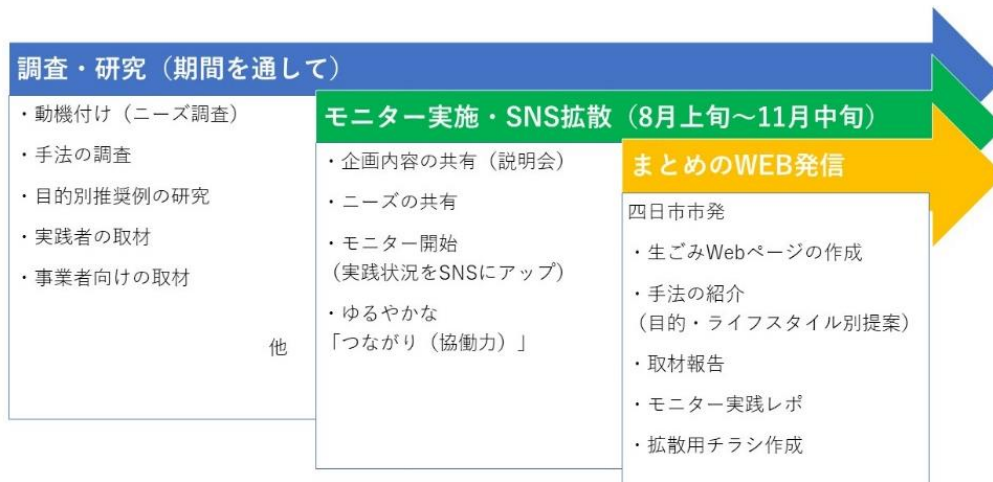 調査・研究（期間を通して）
・動機付け（ニーズ調査）
・手法の調査
・目的別推奨例の研究
・実践者の取材
・事業者向けの取材
他
モニター実施・SNS拡散（8月上旬～11月中旬）
・企画内容の共有（説明会）
・ニーズの共有
・モニター開始
（実践状況をSNSにアップ）
・ゆるやかな
「つながり（協働力）」
まとめのWEB発信
四日市市発
・生ごみWebページの作成
・手法の紹介
（目的・ライフスタイル別提案）
・取材報告
・モニター実践レポ
・拡散用チラシ作成